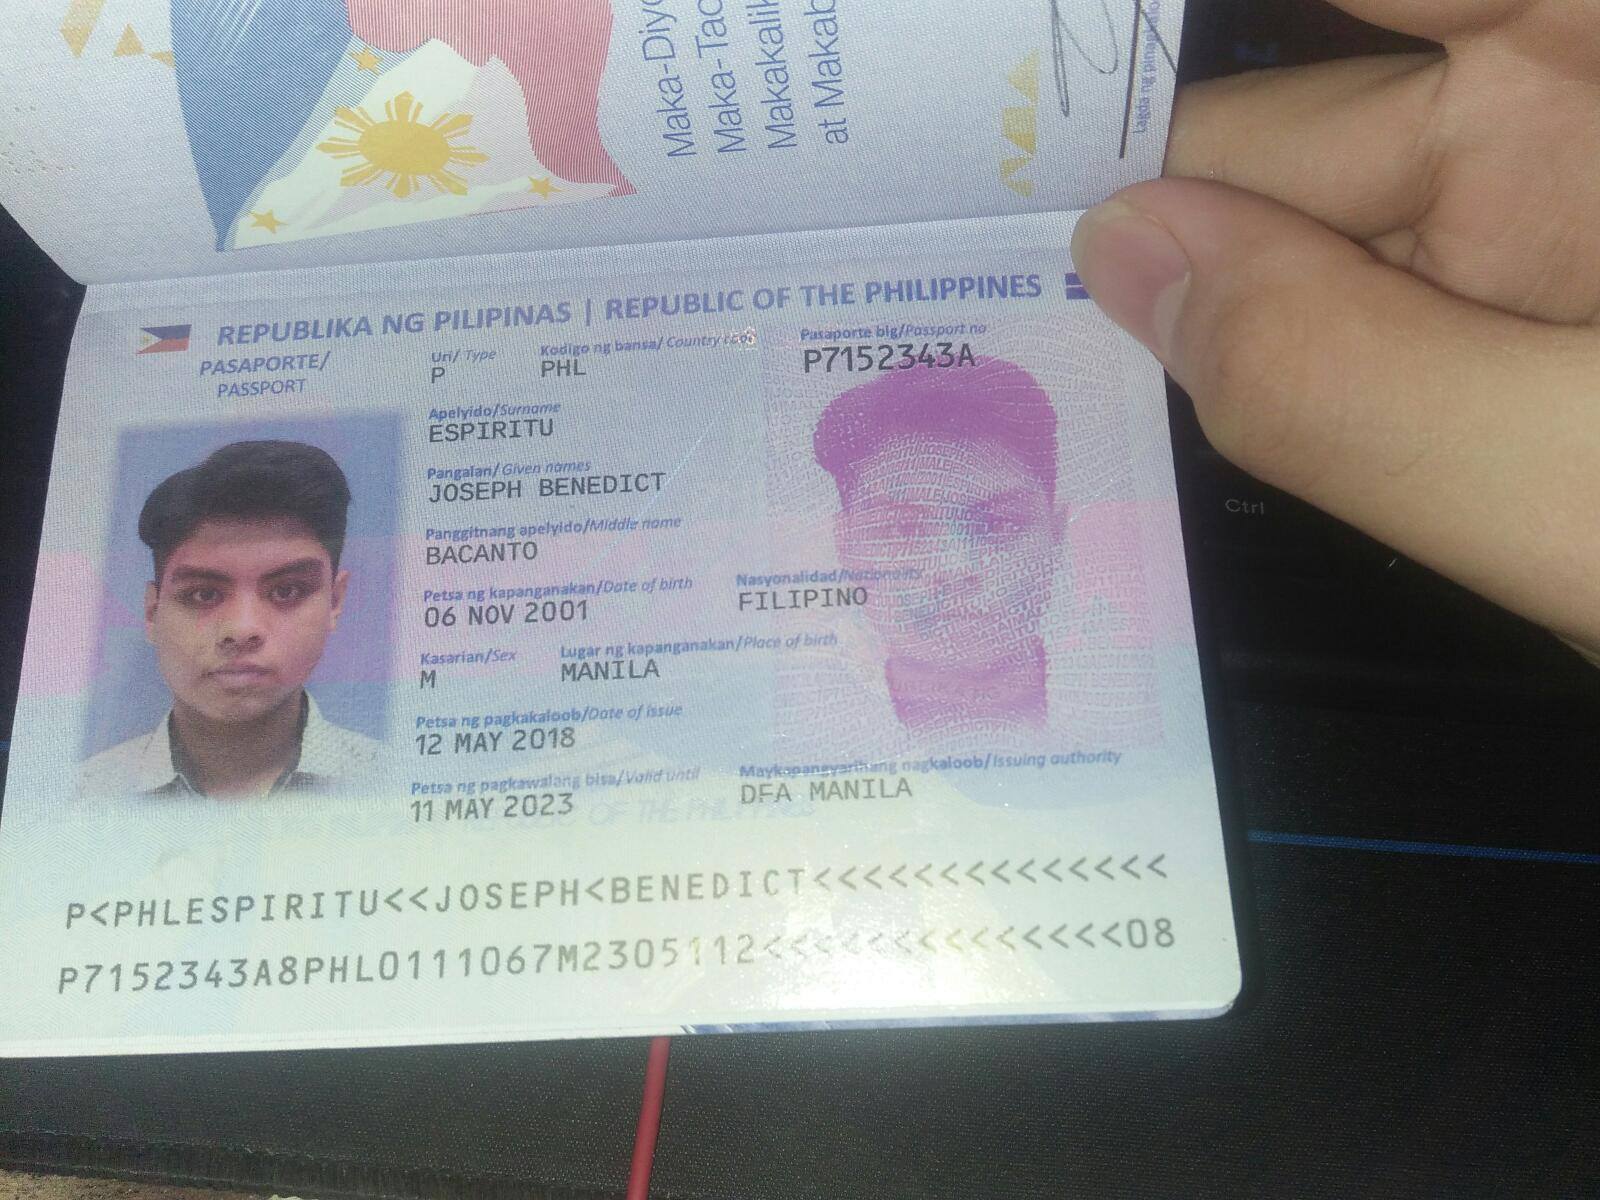 Maka-Diyo
Maka-Tao
Makakalik
at Makab
Lagda ng
REPUBLIKA NG PILIPINAS | REPUBLIC OF THE PHILIPPINES
PASAPORTE/
PASSPORT
Uri/ Type
P
Kodigo ng bansa/ Country code
PHL
Pasaporte blg/Passport no
P7152343A
Apelyido/Surname
ESPIRITU
Pangalan/ Given names
JOSEPH BENEDICT
Panggitnang apelyido/Middle name
BACANTO
Petsa ng kapanganakan/Date of birth
06 NOV 2001
Nasyonalidad/Nationality
FILIPINO
Kasarian/Sex
M
Lugar ng kapanganakan/Place of birth
MANILA
Petsa ng pagkakaloob/Date of issue
12 MAY 2018
Petsa ng pagkawalang bisa/Valid until
11 MAY 2023
Maykapangyarihang nagkaloob/Issuing authority
DFA MANILA
P<PHLESPIRITU<<JOSEPH<BENEDICT<<<<<<<<<<<<<<
P7152343A8PHL0111067M2305112<<<<<<<<<<<<<<08
Ctrl